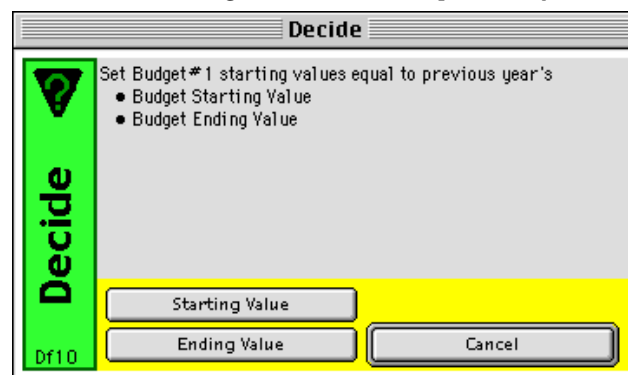 Decide
Set Budget#1 starting values equal to previous year's
• Budget Starting Value
• Budget Ending Value
?
Decide
Df10
Starting Value
Ending Value
Cancel